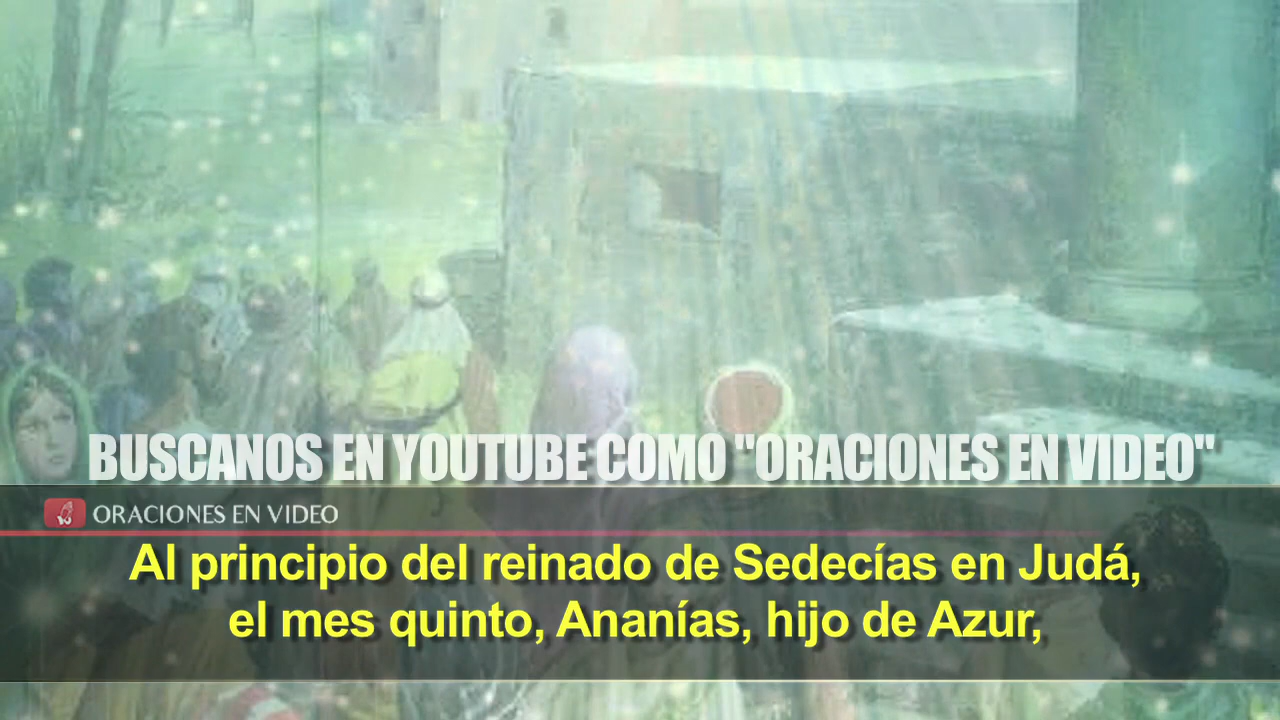 BUSCANOS EN YOUTUBE COMO "ORACIONES EN VIDEO"
ORACIONES EN VIDEO
Al principio del reinado de Sedecías en Judá,
el mes quinto, Ananías, hijo de Azur,